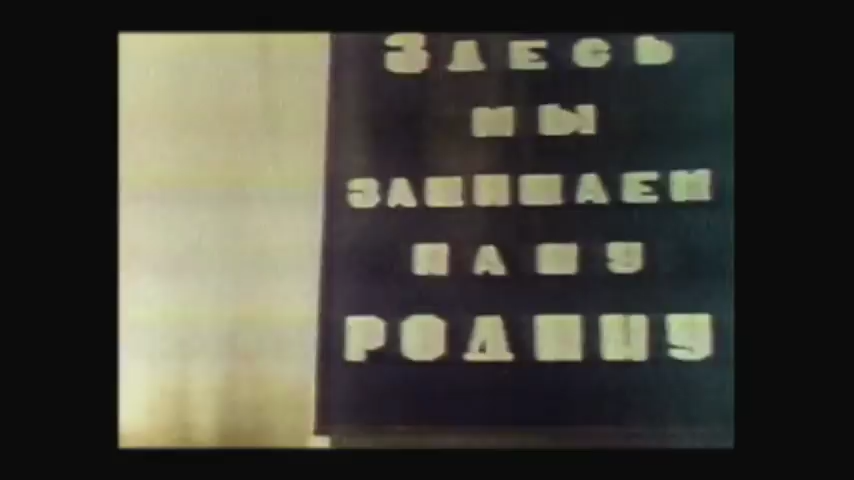 Здесь
мы
защищаем
нашу
Родину